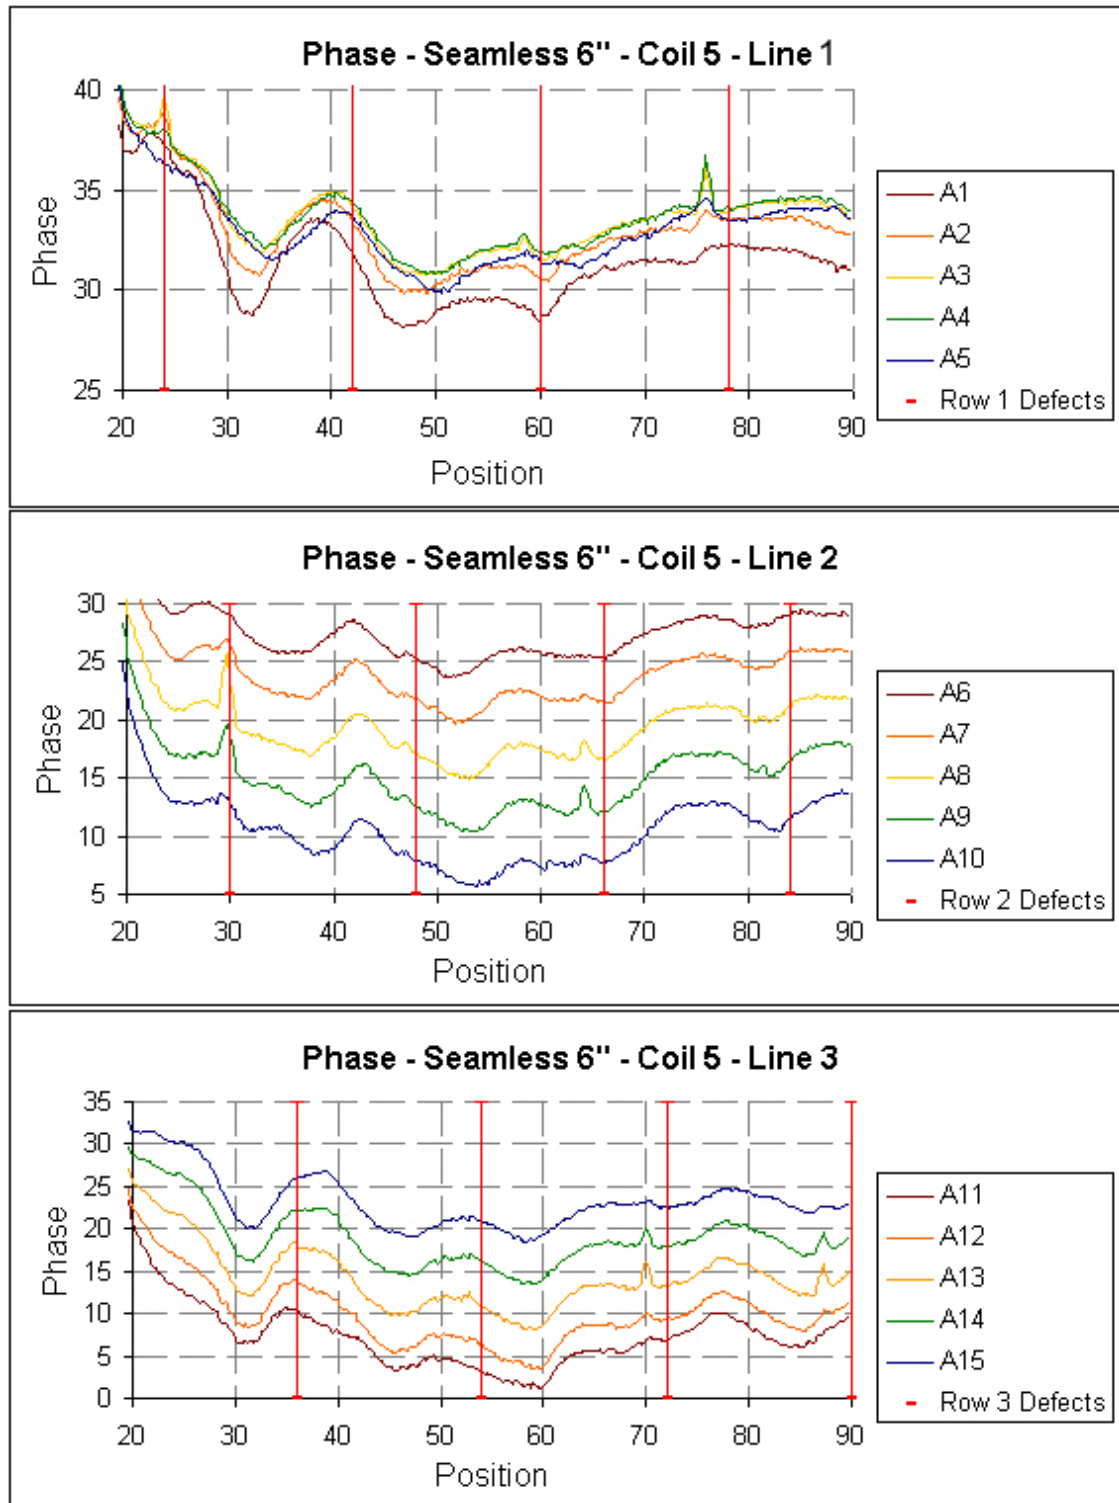 Phase - Seamless 6" - Coil 5 - Line 1
40
35
30
25
Phase
20 30 40 50 60 70 80 90
Position
A1
A2
A3
A4
A5
Row 1 Defects
Phase - Seamless 6" - Coil 5 - Line 2
30
25
20
15
10
5
Phase
20 30 40 50 60 70 80 90
Position
A6
A7
A8
A9
A10
Row 2 Defects
Phase - Seamless 6" - Coil 5 - Line 3
35
30
25
20
15
10
5
0
Phase
20 30 40 50 60 70 80 90
Position
A11
A12
A13
A14
A15
Row 3 Defects